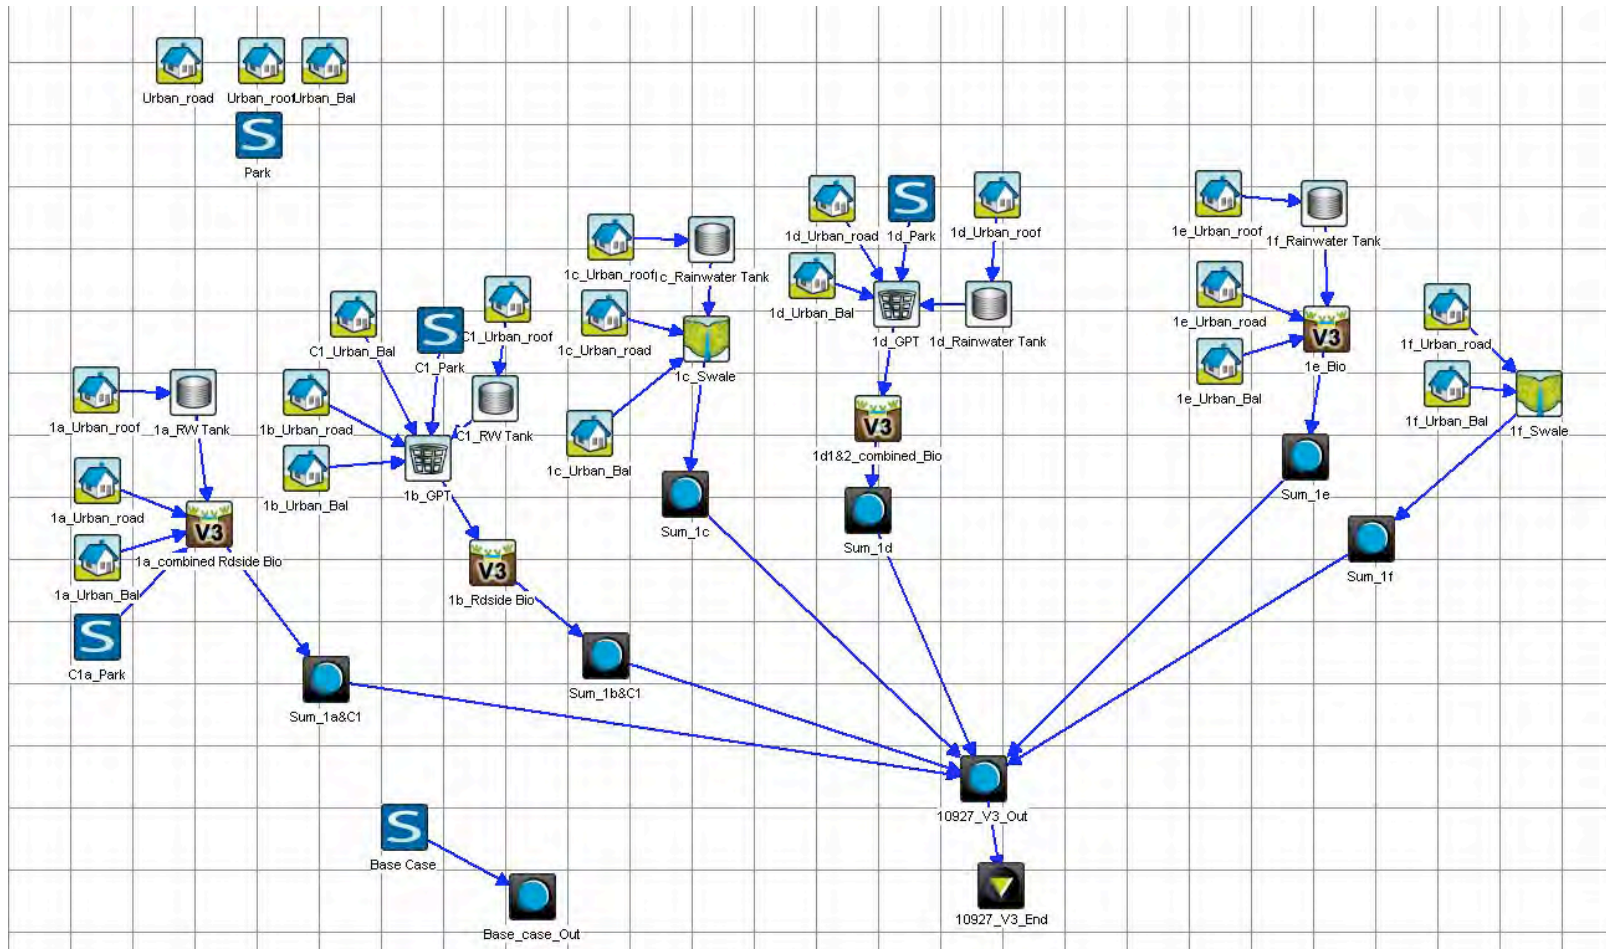 Urban_road
Urban_roof
Urban_Bal
S
Park
S
1d_Urban_road
1d_Park
1d_Urban_roof
1e_Urban_roof
1f_Rainwater Tank
1c_Urban_roof
1c_Rainwater Tank
1d_Urban_Bal
1d_GPT
1d_Rainwater Tank
1e_Urban_road
V3
1e_Bio
1f_Urban_road
C1_Urban_Bal
S
C1_Park
C1_Urban_roof
1c_Urban_road
1c_Swale
1e_Urban_Bal
1f_Urban_Bal
1f_Swale
1a_Urban_roof
1a_RW Tank
1b_Urban_road
C1_RW Tank
V3
1d1&2_combined_Bio
1c_Urban_Bal
1b_Urban_Bal
1b_GPT
Sum_1c
Sum_1d
Sum_1e
1a_Urban_road
V3
1a_combined Rdside Bio
1a_Urban_Bal
V3
1b_Rdside Bio
Sum_1f
S
C1a_Park
Sum_1a&C1
Sum_1b&C1
10927_V3_Out
S
Base Case
Base_case_Out
10927_V3_End